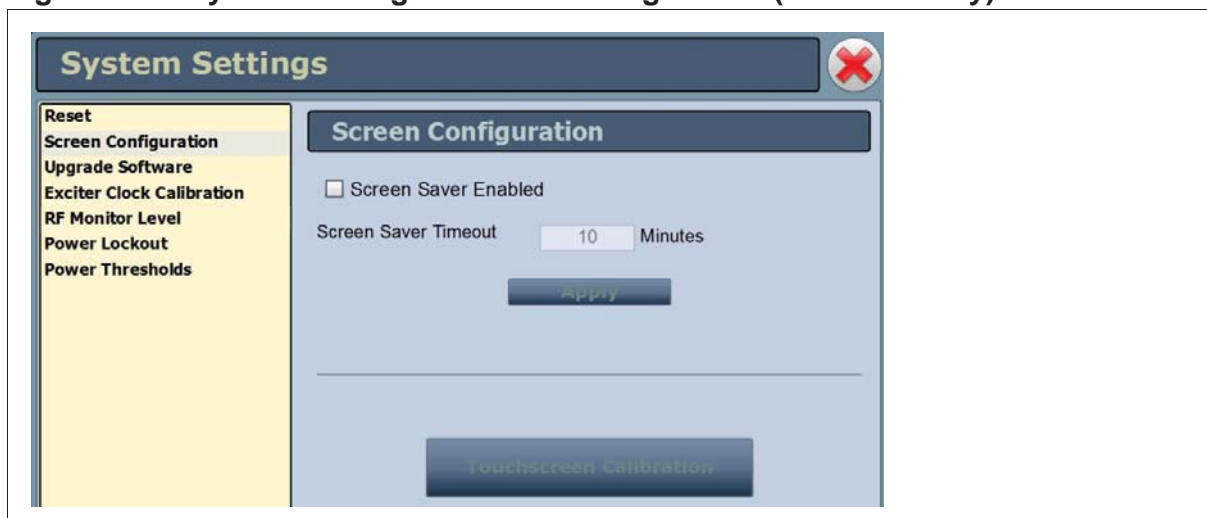 System Settings
Reset
Screen Configuration
Upgrade Software
Exciter Clock Calibration
RF Monitor Level
Power Lockout
Power Thresholds
Screen Configuration
Screen Saver Enabled
Screen Saver Timeout 10 Minutes
Apply
Touchscreen Calibration